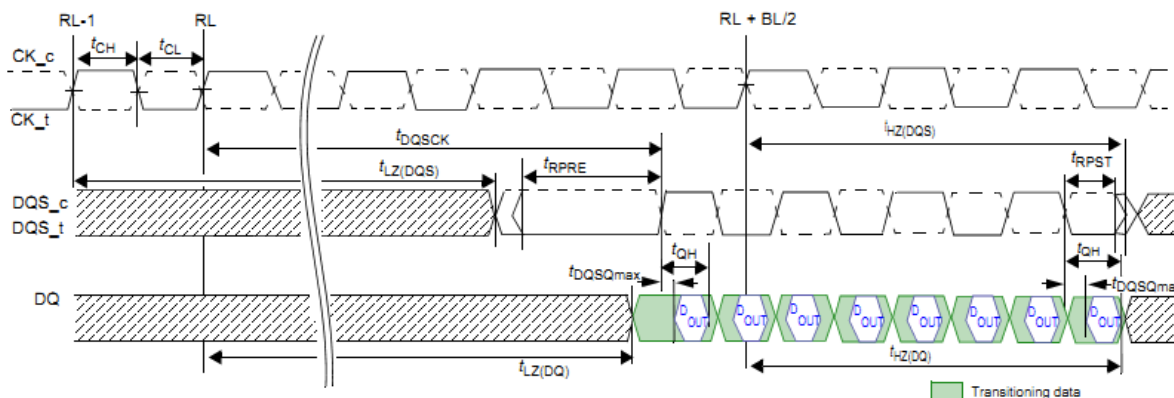 RL-1 RL RL + BL/2
CK_c tCH tCL
CK_t
tDQSCK tHZ(DQS)
tLZ(DQS) tRPRE tRPST
DQS_c
DQS_t
tQH tQH
tDQSQmax tDQSQma
DQ DOUT DOUT DOUT DOUT DOUT DOUT DOUT DOUT
tLZ(DQ) tHZ(DQ)
Transitioning data